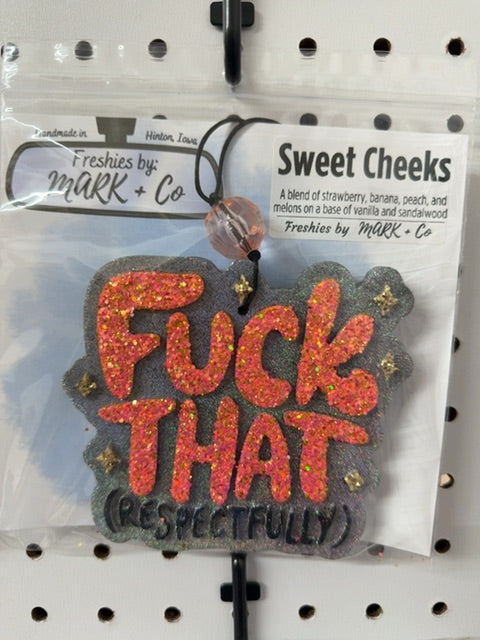 Handmade in Hinton, Iowa
Freshies by:
MARK + Co
Sweet Cheeks
A blend of strawberry, banana, peach, and
melons on a base of vanilla and sandalwood
Freshies by MARK + Co
FUCK
THAT
(RESPECTFULLY)